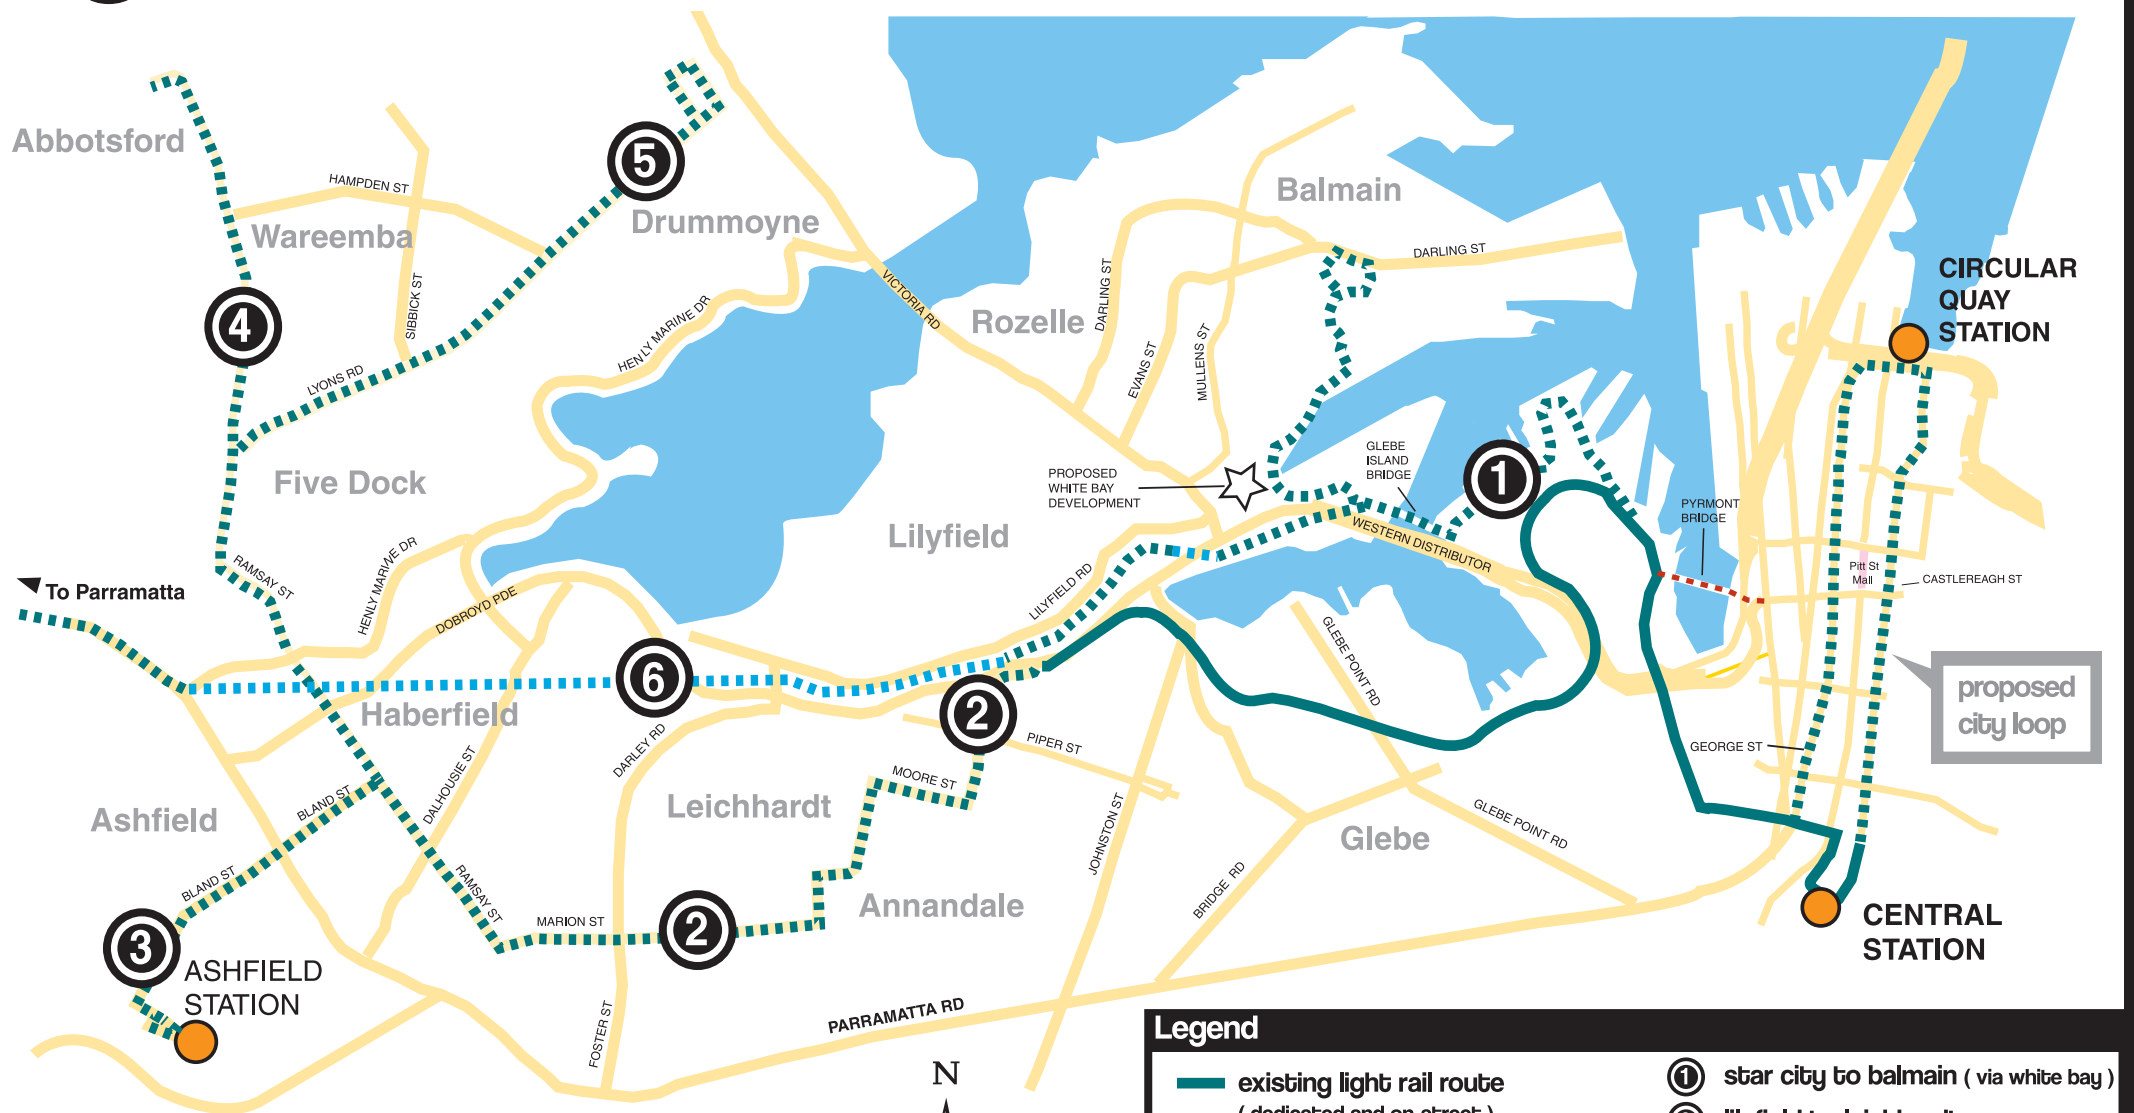 Abbotsford
HAMPDEN ST
Wareemba
SIBBICK ST
5
Drummoyne
4
LYONS RD
HENLY MARINE DR
VICTORIA RD
Five Dock
Rozelle
DARLING ST
EVANS ST
MULLENS ST
Balmain
DARLING ST
CIRCULAR
QUAY
STATION
PROPOSED
WHITE BAY
DEVELOPMENT
GLEBE
ISLAND
BRIDGE
1
PYRMONT
BRIDGE
WESTERN DISTRIBUTOR
Lilyfield
LILYFIELD RD
Pitt St
Mall
CASTLEREAGH ST
To Parramatta
RAMSAY ST
HENLY MARINE DR
DOBROYD PDE
GLEBE POINT RD
6
Haberfield
2
PIPER ST
proposed
city loop
GEORGE ST
DARLEY RD
DALHOUSIE ST
MOORE ST
Leichhardt
BLAND ST
Ashfield
JOHNSTON ST
GLEBE POINT RD
Glebe
BLAND ST
RAMSAY ST
BRIDGE RD
Annandale
MARION ST
2
3
ASHFIELD
STATION
CENTRAL
STATION
FOSTER ST
PARRAMATTA RD
N
Legend
existing light rail route
1 star city to balmain ( via white bay )
( dedicated and on street )